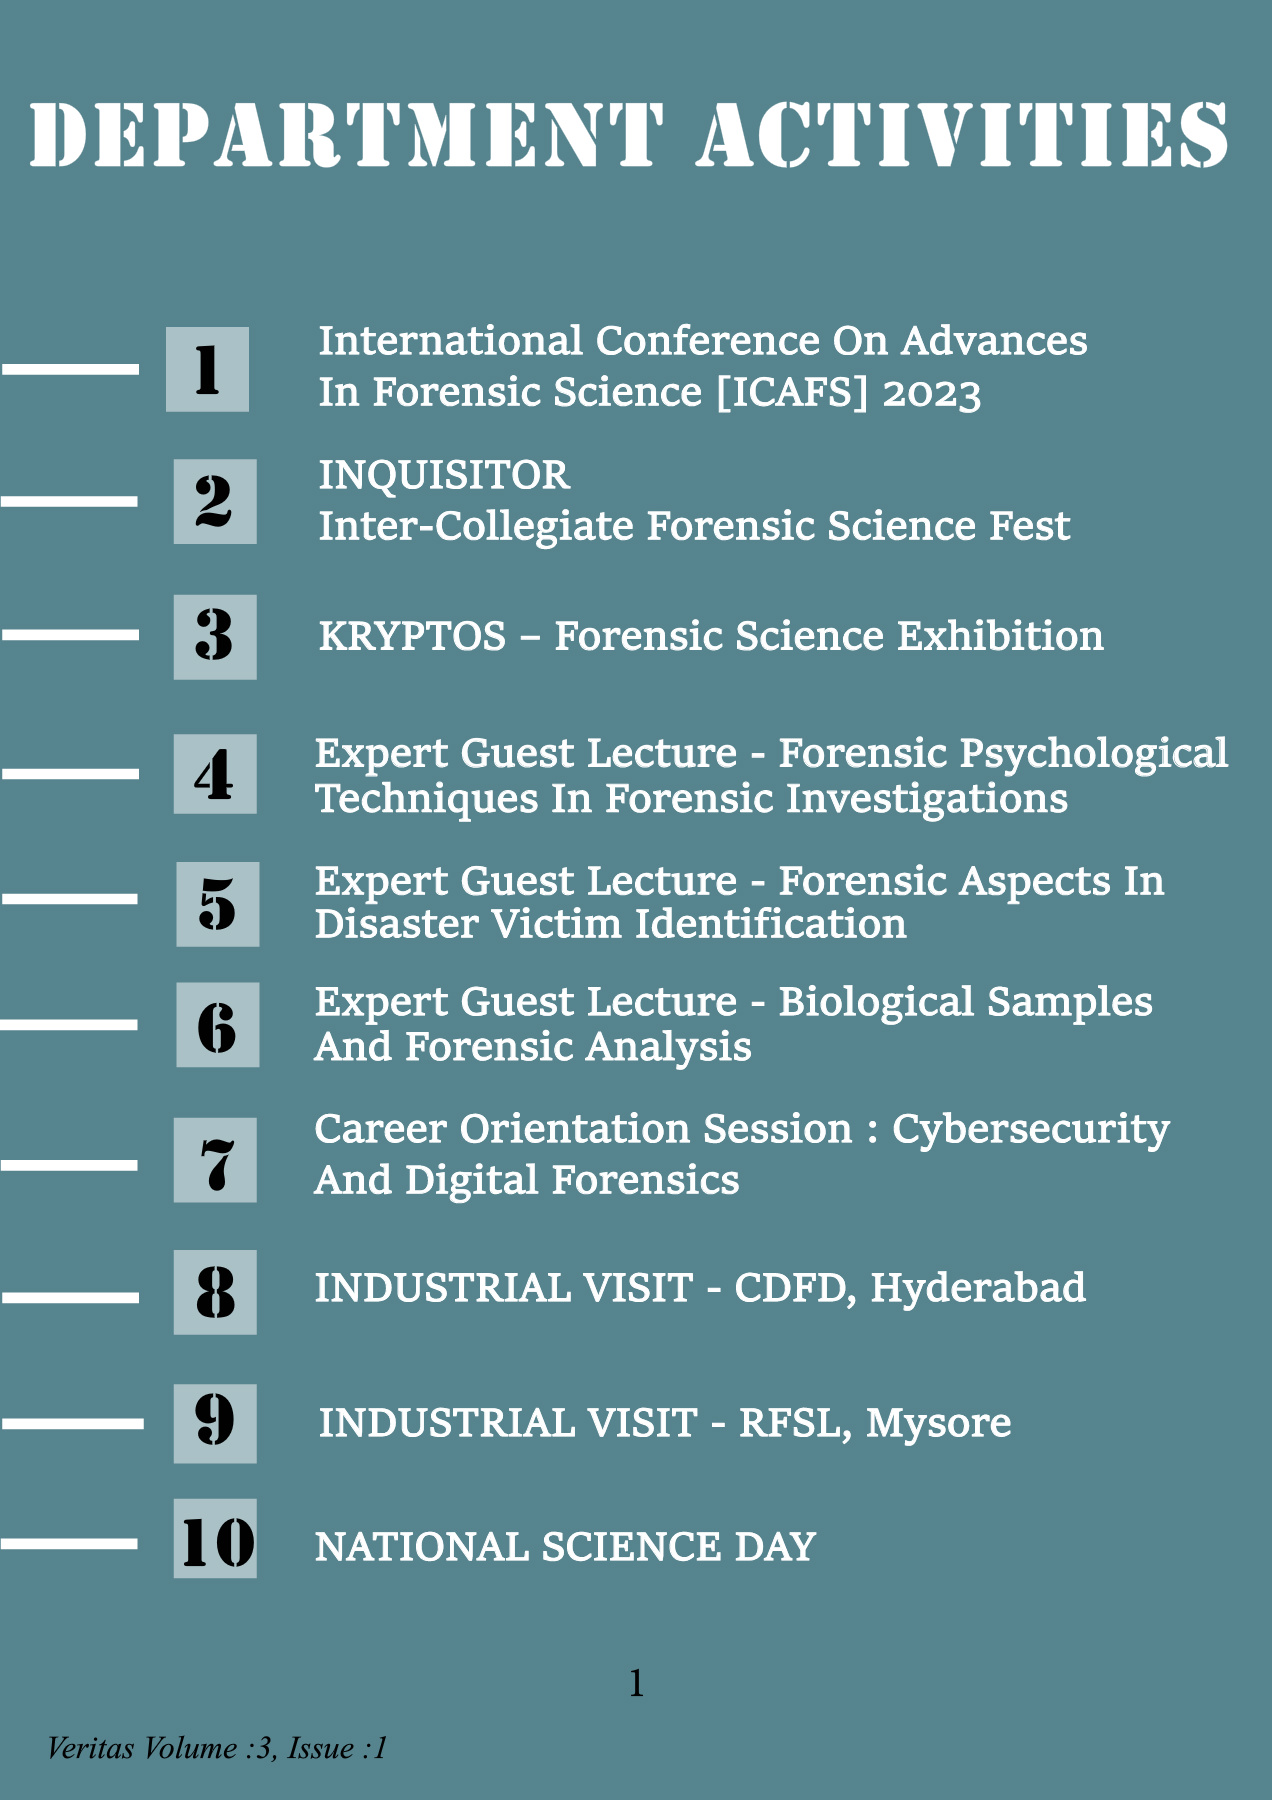 DEPARTMENT ACTIVITIES
1
International Conference On Advances
In Forensic Science [ICAFS] 2023
2
INQUISITOR
Inter-Collegiate Forensic Science Fest
3
KRYPTOS – Forensic Science Exhibition
4
Expert Guest Lecture - Forensic Psychological
Techniques In Forensic Investigations
5
Expert Guest Lecture - Forensic Aspects In
Disaster Victim Identification
6
Expert Guest Lecture - Biological Samples
And Forensic Analysis
7
Career Orientation Session : Cybersecurity
And Digital Forensics
8
INDUSTRIAL VISIT - CDFD, Hyderabad
9
INDUSTRIAL VISIT - RFSL, Mysore
10
NATIONAL SCIENCE DAY
1
Veritas Volume :3, Issue :1